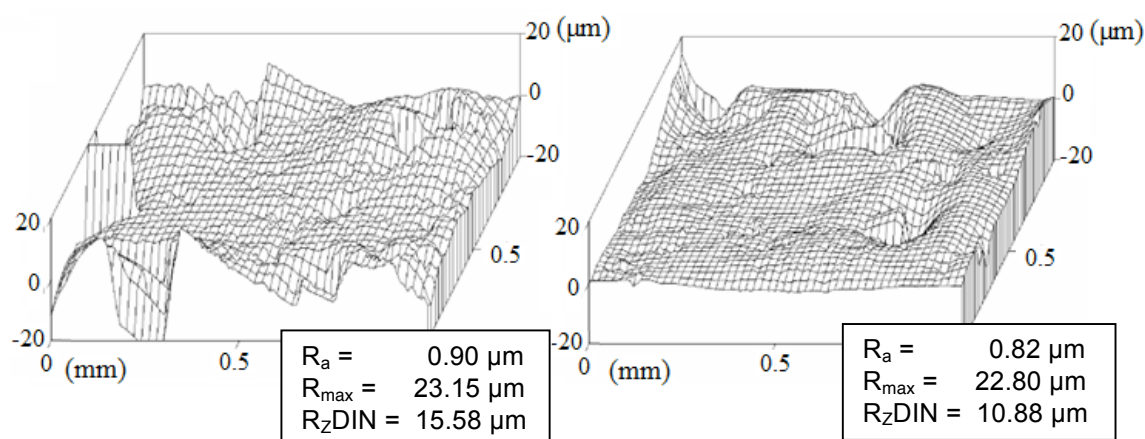 20 (μm)
0
-20
20
0
-20
0 (mm)
0.5
0.5
Ra = 0.90 μm
Rmax = 23.15 μm
RZDIN = 15.58 μm
20 (μm)
0
-20
20
0
-20
0 (mm)
0.5
0.5
Ra = 0.82 μm
Rmax = 22.80 μm
RZDIN = 10.88 μm